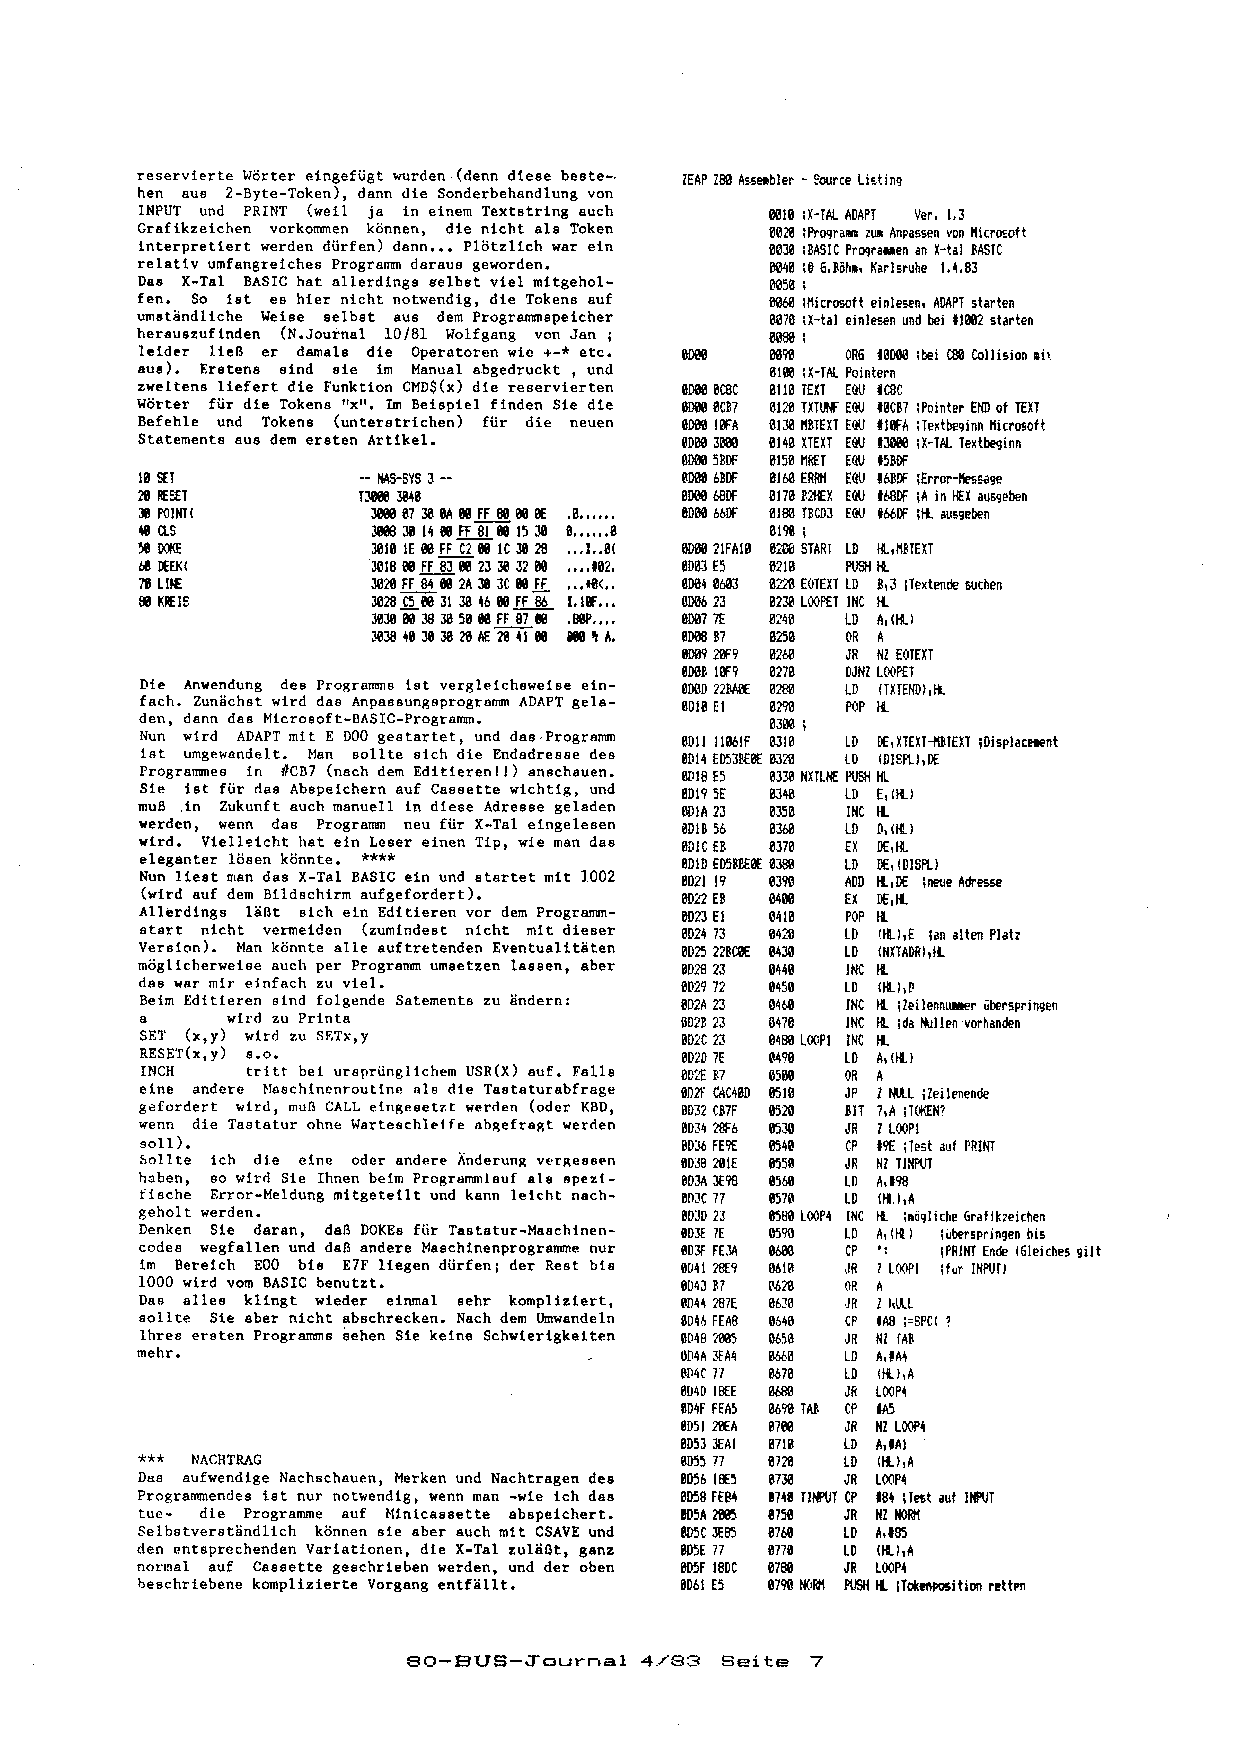 reservierte Wörter eingefügt wurden (denn diese beste-
hen aus 2-Byte-Token), dann die Sonderbehandlung von
INPUT und PRINT (weil ja in einem Textstring auch
Grafikzeichen vorkommen können, die nicht als Token
interpretiert werden dürfen) dann... Plötzlich war ein
relativ umfangreiches Programm daraus geworden.
Das X-Tal BASIC hat allerdings selbst viel mitgehol-
fen. So ist es hier nicht notwendig, die Tokens auf
umständliche Weise selbst aus dem Programmspeicher
herauszufinden (N.Journal 10/81 Wolfgang von Jan ;
leider ließ er damals die Operatoren wie +-* etc.
aus). Erstens sind sie im Manual abgedruckt , und
zweitens liefert die Funktion CMD$(x) die reservierten
Wörter für die Tokens "x". Im Beispiel finden Sie die
Befehle und Tokens (unterstrichen) für die neuen
Statements aus dem ersten Artikel.
10 SET -- NAS-SYS 3 --
20 RESET T3000 3040
30 POINT( 3000 07 30 0A 00 FF 80 00 0E .0......
40 CLS 3008 30 14 00 FF 81 00 15 30 0......0
50 DOKE 3010 1E 00 FF C2 00 1C 30 28 ...I..0(
60 DEEK( 3018 00 FF 83 00 23 30 32 00 ....#02.
70 LINE 3020 FF 84 00 2A 30 3C 00 FF ...*0<..
80 KREIS 3028 C5 00 31 30 46 00 FF 86 I.10F...
3030 00 38 30 50 00 FF 87 00 .80P....
3038 40 30 30 20 AE 20 41 00 @00 % A.
Die Anwendung des Programms ist vergleichsweise ein-
fach. Zunächst wird das Anpassungsprogramm ADAPT gela-
den, dann das Microsoft-BASIC-Programm.
Nun wird ADAPT mit E D00 gestartet, und das Programm
ist umgewandelt. Man sollte sich die Endadresse des
Programmes in #CB7 (nach dem Editieren!!) anschauen.
Sie ist für das Abspeichern auf Cassette wichtig, und
muß in Zukunft auch manuell in diese Adresse geladen
werden, wenn das Programm neu für X-Tal eingelesen
wird. Vielleicht hat ein Leser einen Tip, wie man das
eleganter lösen könnte. ****
Nun liest man das X-Tal BASIC ein und startet mit 1002
(wird auf dem Bildschirm aufgefordert).
Allerdings läßt sich ein Editieren vor dem Programm-
start nicht vermeiden (zumindest nicht mit dieser
Version). Man könnte alle auftretenden Eventualitäten
möglicherweise auch per Programm umsetzen lassen, aber
das war mir einfach zu viel.
Beim Editieren sind folgende Satements zu ändern:
a wird zu Printa
SET (x,y) wird zu SETx,y
RESET(x,y) s.o.
INCH tritt bei ursprünglichem USR(X) auf. Falls
eine andere Maschinenroutine als die Tastaturabfrage
gefordert wird, muß CALL eingesetzt werden (oder KBD,
wenn die Tastatur ohne Warteschleife abgefragt werden
soll).
Sollte ich die eine oder andere Änderung vergessen
haben, so wird Sie Ihnen beim Programmlauf als spezi-
fische Error-Meldung mitgeteilt und kann leicht nach-
geholt werden.
Denken Sie daran, daß DOKEs für Tastatur-Maschinen-
codes wegfallen und daß andere Maschinenprogramme nur
im Bereich E00 bis E7F liegen dürfen; der Rest bis
1000 wird vom BASIC benutzt.
Das alles klingt wieder einmal sehr kompliziert,
sollte Sie aber nicht abschrecken. Nach dem Umwandeln
Ihres ersten Programms sehen Sie keine Schwierigkeiten
mehr.
*** NACHTRAG
Das aufwendige Nachschauen, Merken und Nachtragen des
Programmendes ist nur notwendig, wenn man -wie ich das
tue- die Programme auf Minicassette abspeichert.
Selbstverständlich können sie aber auch mit CSAVE und
den entsprechenden Variationen, die X-Tal zuläßt, ganz
normal auf Cassette geschrieben werden, und der oben
beschriebene komplizierte Vorgang entfällt.
ZEAP Z80 Assembler - Source Listing
0010 ;X-TAL ADAPT Ver. 1.3
0020 ;Programm zum Anpassen von Microsoft
0030 ;BASIC Programmen an X-tal BASIC
0040 ;@ G.Böhm, Karlsruhe 1.4.83
0050 ;
0060 ;Microsoft einlesen, ADAPT starten
0070 ;X-tal einlesen und bei #1002 starten
0080 ;
0D00 0090 ORG #0D00 ;bei C80 Collision mit
0100 ;X-TAL Pointern
0D00 0C8C 0110 TEXT EQU #C8C
0D00 0CB7 0120 TXTUNF EQU #0CB7 ;Pointer END of TEXT
0D00 10FA 0130 MBTEXT EQU #10FA ;Textbeginn Microsoft
0D00 3000 0140 XTEXT EQU #3000 ;X-TAL Textbeginn
0D00 5BDF 0150 MRET EQU #5BDF
0D00 6BDF 0160 ERRM EQU #6BDF ;Error-Message
0D00 68DF 0170 B2HEX EQU #68DF ;A in HEX ausgeben
0D00 66DF 0180 TBCD3 EQU #66DF ;HL ausgeben
0190 ;
0D00 21FA10 0200 START LD HL,MBTEXT
0D03 E5 0210 PUSH HL
0D04 0603 0220 EOTEXT LD B,3 ;Textende suchen
0D06 23 0230 LOOPET INC HL
0D07 7E 0240 LD A,(HL)
0D08 B7 0250 OR A
0D09 20F9 0260 JR NZ EOTEXT
0D0B 10F9 0270 DJNZ LOOPET
0D0D 22BA0E 0280 LD (TXTEND),HL
0D10 E1 0290 POP HL
0300 ;
0D11 11061F 0310 LD DE,XTEXT-MBTEXT ;Displacement
0D14 ED53BE0E 0320 LD (DISPL),DE
0D18 E5 0330 NXTLNE PUSH HL
0D19 5E 0340 LD E,(HL)
0D1A 23 0350 INC HL
0D1B 56 0360 LD D,(HL)
0D1C EB 0370 EX DE,HL
0D1D ED5BBE0E 0380 LD DE,(DISPL)
0D21 19 0390 ADD HL,DE ;neue Adresse
0D22 EB 0400 EX DE,HL
0D23 E1 0410 POP HL
0D24 73 0420 LD (HL),E ;an alten Platz
0D25 22BC0E 0430 LD (NXTADR),HL
0D28 23 0440 INC HL
0D29 72 0450 LD (HL),D
0D2A 23 0460 INC HL ;Zeilennummer überspringen
0D2B 23 0470 INC HL ;da Nullen vorhanden
0D2C 23 0480 LOOP1 INC HL
0D2D 7E 0490 LD A,(HL)
0D2E B7 0500 OR A
0D2F CAC40D 0510 JP Z NULL ;Zeilenende
0D32 CB7F 0520 BIT 7,A ;TOKEN?
0D34 28F6 0530 JR Z LOOP1
0D36 FE9E 0540 CP #9E ;Test auf PRINT
0D38 201E 0550 JR NZ TINPUT
0D3A 3E98 0560 LD A,#98
0D3C 77 0570 LD (HL),A
0D3D 23 0580 LOOP4 INC HL ;mögliche Grafikzeichen
0D3E 7E 0590 LD A,(HL) ;überspringen bis
0D3F FE3A 0600 CP ": ;PRINT Ende (Gleiches gilt
0D41 28E9 0610 JR Z LOOP1 ;für INPUT)
0D43 B7 0620 OR A
0D44 287E 0630 JR Z NULL
0D46 FEA8 0640 CP #A8 ;=SPC( ?
0D48 2005 0650 JR NZ TAB
0D4A 3EA4 0660 LD A,#A4
0D4C 77 0670 LD (HL),A
0D4D 18EE 0680 JR LOOP4
0D4F FEA5 0690 TAB CP #A5
0D51 20EA 0700 JR NZ LOOP4
0D53 3EA1 0710 LD A,#A1
0D55 77 0720 LD (HL),A
0D56 18E5 0730 JR LOOP4
0D58 FE84 0740 TINPUT CP #84 ;Test auf INPUT
0D5A 2005 0750 JR NZ NORM
0D5C 3E85 0760 LD A,#85
0D5E 77 0770 LD (HL),A
0D5F 18DC 0780 JR LOOP4
0D61 E5 0790 NORM PUSH HL ;Tokenposition retten
80-BUS-Journal 4/83 Seite 7